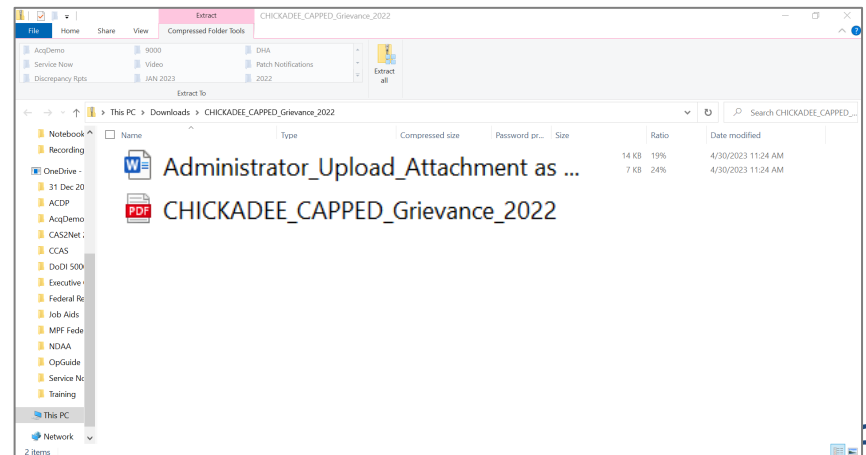 Extract CHICKADEE_CAPPED_Grievance_2022
File Home Share View Compressed Folder Tools
AcqDemo 9000 DHA
Service Now Video Patch Notifications
Discrepancy Rpts JAN 2023 2022
Extract all
Extract To
This PC > Downloads > CHICKADEE_CAPPED_Grievance_2022 Search CHICKADEE_CAPPED_...
Name Type Compressed size Password pr... Size Ratio Date modified
Administrator_Upload_Attachment as ... 14 KB 19% 4/30/2023 11:24 AM
CHICKADEE_CAPPED_Grievance_2022 7 KB 24% 4/30/2023 11:24 AM
Notebook
Recording
OneDrive -
31 Dec 20
ACDP
AcqDemo
CAS2Net
CCAS
DoDI 500
Executive
Federal Re
Job Aids
MPF Fede
NDAA
OpGuide
Service No
Training
This PC
Network
2 items